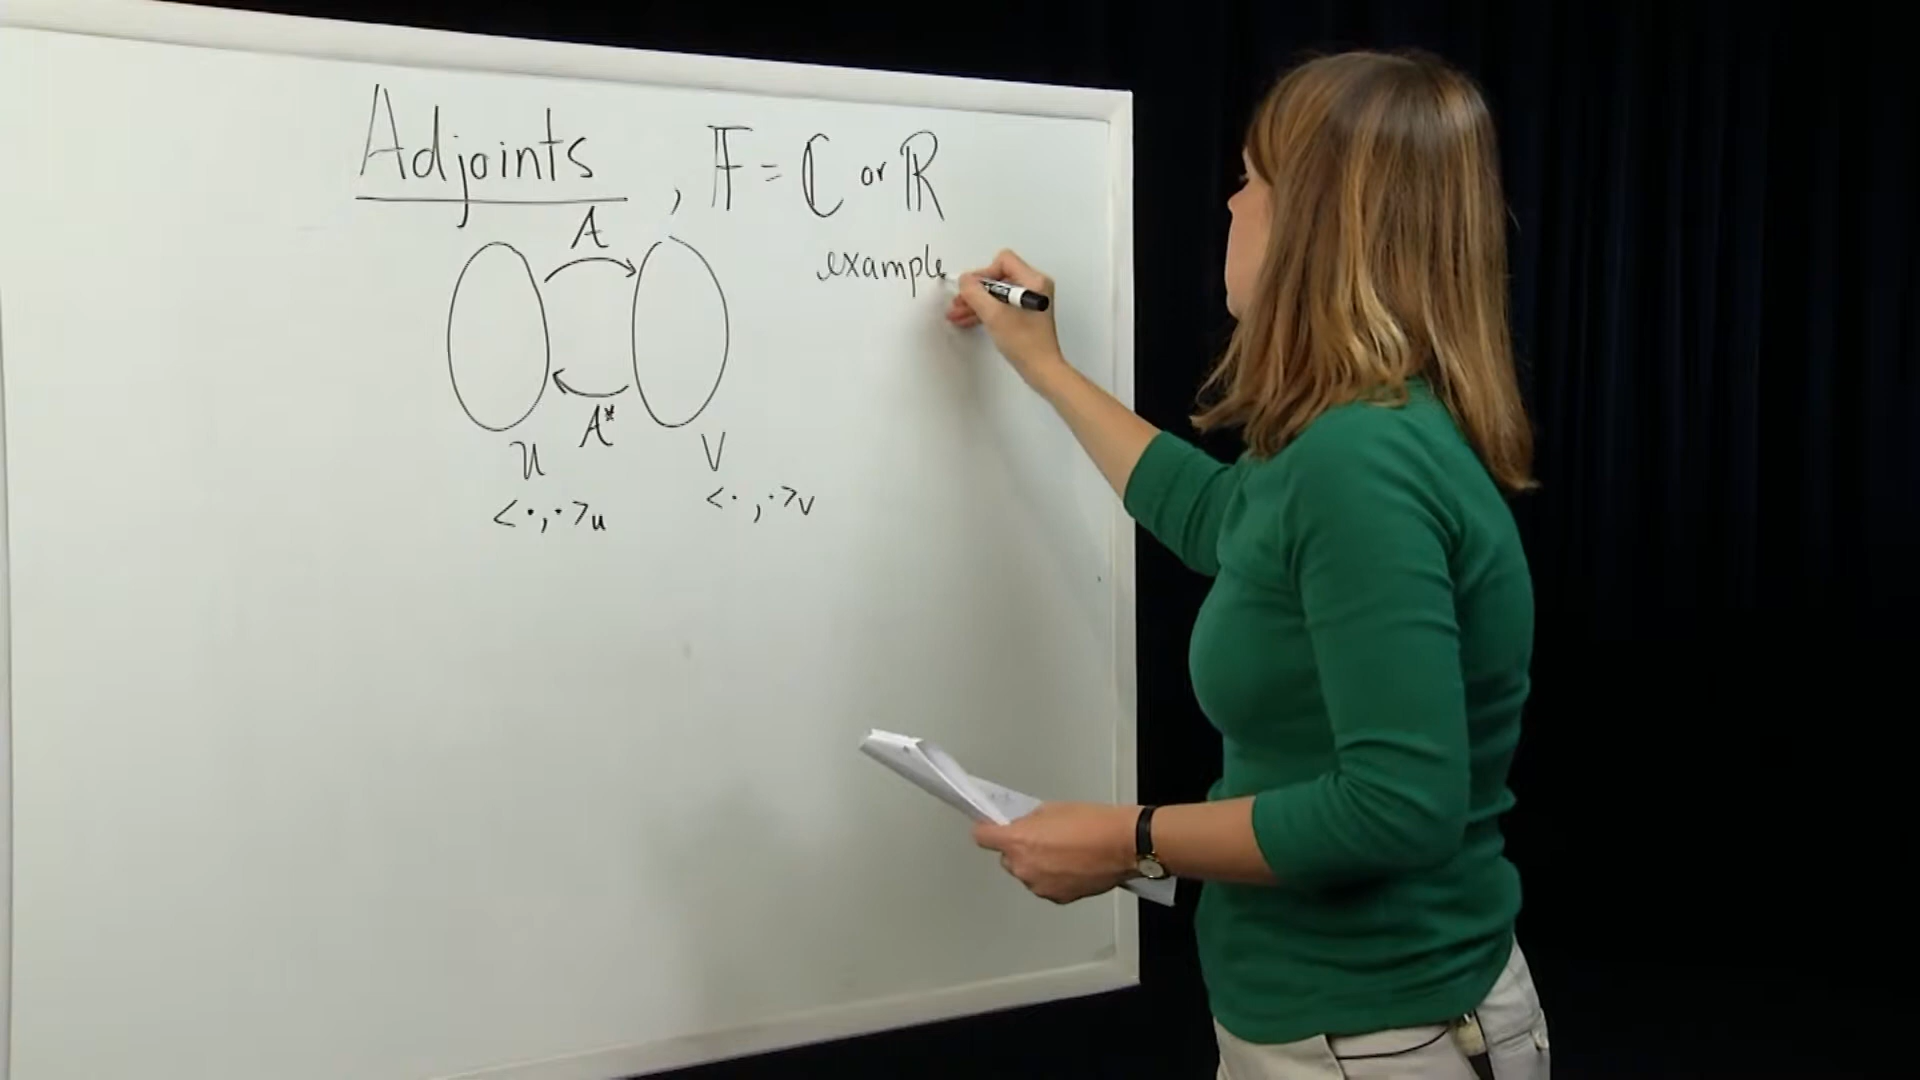 Adjoints , 𝔽 = ℂ or ℝ
A
example
A*
U V
<·,·>u <·,·>v